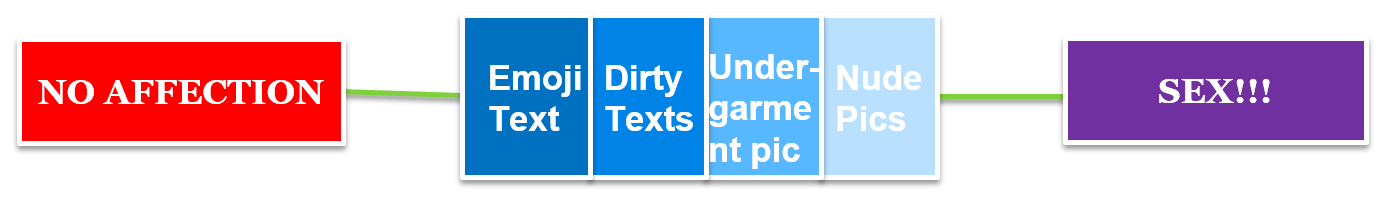 NO AFFECTION
Emoji
Text
Dirty
Texts
Under-
garme
nt pic
Nude
Pics
SEX!!!